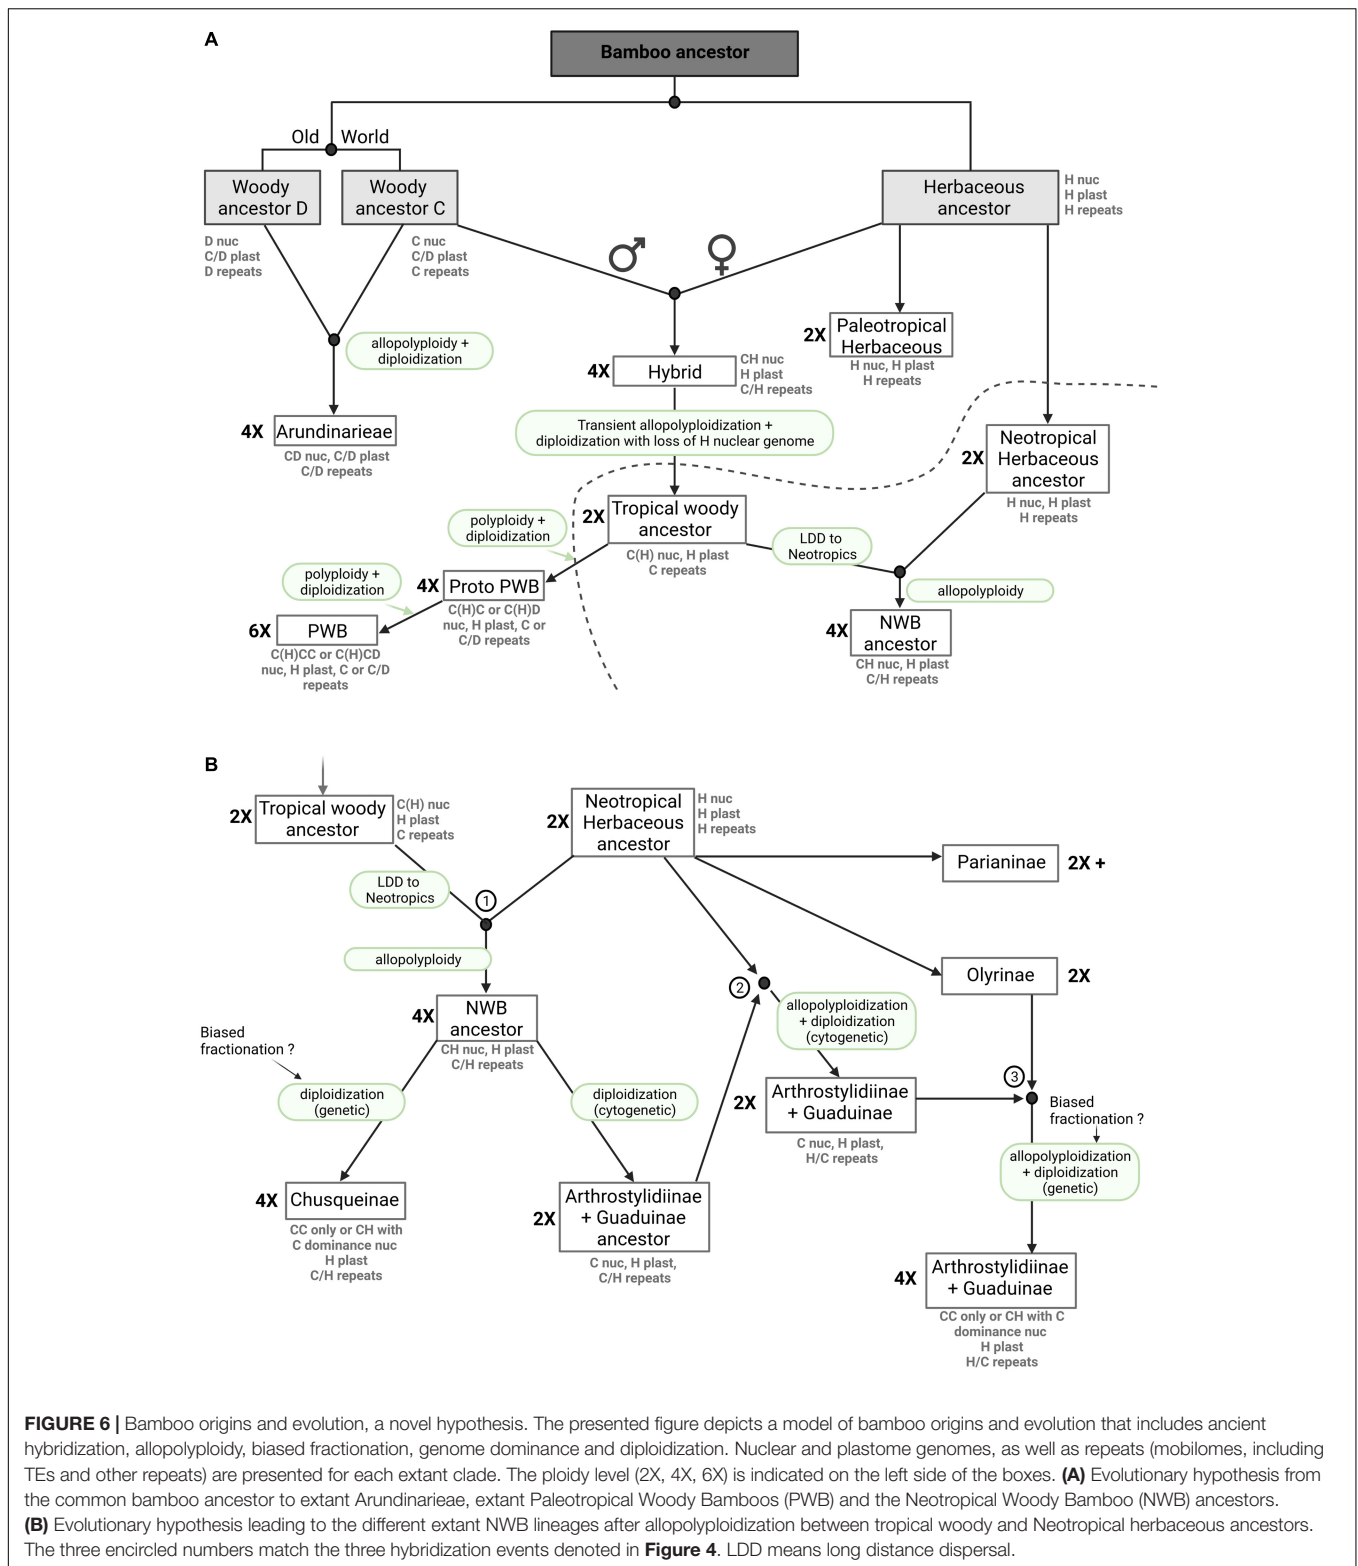 A
Bamboo ancestor
Old World
Woody
ancestor D
Woody
ancestor C
Herbaceous
ancestor
H nuc
H plast
H repeats
D nuc
C/D plast
D repeats
C nuc
C/D plast
C repeats
♂ ♀
allopolyploidy +
diploidization
2X
Paleotropical
Herbaceous
H nuc, H plast
H repeats
4X
Hybrid
CH nuc
H plast
C/H repeats
4X
Arundinarieae
CD nuc, C/D plast
C/D repeats
Transient allopolyploidization +
diploidization with loss of H nuclear genome
2X
Neotropical
Herbaceous
ancestor
H nuc, H plast
H repeats
2X
Tropical woody
ancestor
C(H) nuc, H plast
C repeats
polyploidy +
diploidization
LDD to
Neotropics
polyploidy +
diploidization
4X
Proto PWB
C(H)C or C(H)D
nuc, H plast, C or
C/D repeats
allopolyploidy
6X
PWB
C(H)CC or C(H)CD
nuc, H plast, C or C/D
repeats
4X
NWB
ancestor
CH nuc, H plast
C/H repeats
B
2X
Tropical woody
ancestor
C(H) nuc
H plast
C repeats
2X
Neotropical
Herbaceous
ancestor
H nuc
H plast
H repeats
Parianinae
2X +
LDD to
Neotropics
1
allopolyploidy
Olyrinae
2X
2
4X
NWB
ancestor
CH nuc, H plast
C/H repeats
allopolyploidization
+ diploidization
(cytogenetic)
Biased
fractionation ?
diploidization
(genetic)
diploidization
(cytogenetic)
2X
Arthrostylidiinae
+ Guaduinae
C nuc, H plast,
H/C repeats
3
Biased
fractionation ?
allopolyploidization
+ diploidization
(genetic)
4X
Chusqueinae
CC only or CH with
C dominance nuc
H plast
C/H repeats
2X
Arthrostylidiinae
+ Guaduinae
ancestor
C nuc, H plast,
C/H repeats
4X
Arthrostylidiinae
+ Guaduinae
CC only or CH with C
dominance nuc
H plast
H/C repeats
FIGURE 6 | Bamboo origins and evolution, a novel hypothesis. The presented figure depicts a model of bamboo origins and evolution that includes ancient
hybridization, allopolyploidy, biased fractionation, genome dominance and diploidization. Nuclear and plastome genomes, as well as repeats (mobilomes, including
TEs and other repeats) are presented for each extant clade. The ploidy level (2X, 4X, 6X) is indicated on the left side of the boxes. (A) Evolutionary hypothesis from
the common bamboo ancestor to extant Arundinarieae, extant Paleotropical Woody Bamboos (PWB) and the Neotropical Woody Bamboo (NWB) ancestors.
(B) Evolutionary hypothesis leading to the different extant NWB lineages after allopolyploidization between tropical woody and Neotropical herbaceous ancestors.
The three encircled numbers match the three hybridization events denoted in Figure 4. LDD means long distance dispersal.